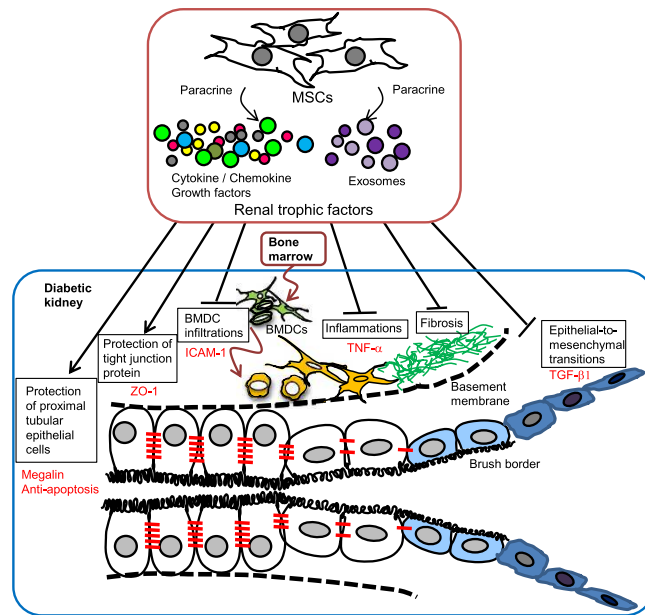 MSCs
Paracrine
Paracrine
Cytokine / Chemokine
Growth factors
Exosomes
Renal trophic factors
Bone
marrow
Diabetic
kidney
BMDC
infiltrations
ICAM-1
BMDCs
Inflammations
TNF-α
Fibrosis
Epithelial-to-
mesenchymal
transitions
TGF-β1
Protection of
tight junction
protein
ZO-1
Basement
membrane
Protection
of proximal
tubular
epithelial
cells
Megalin
Anti-apoptosis
Brush border